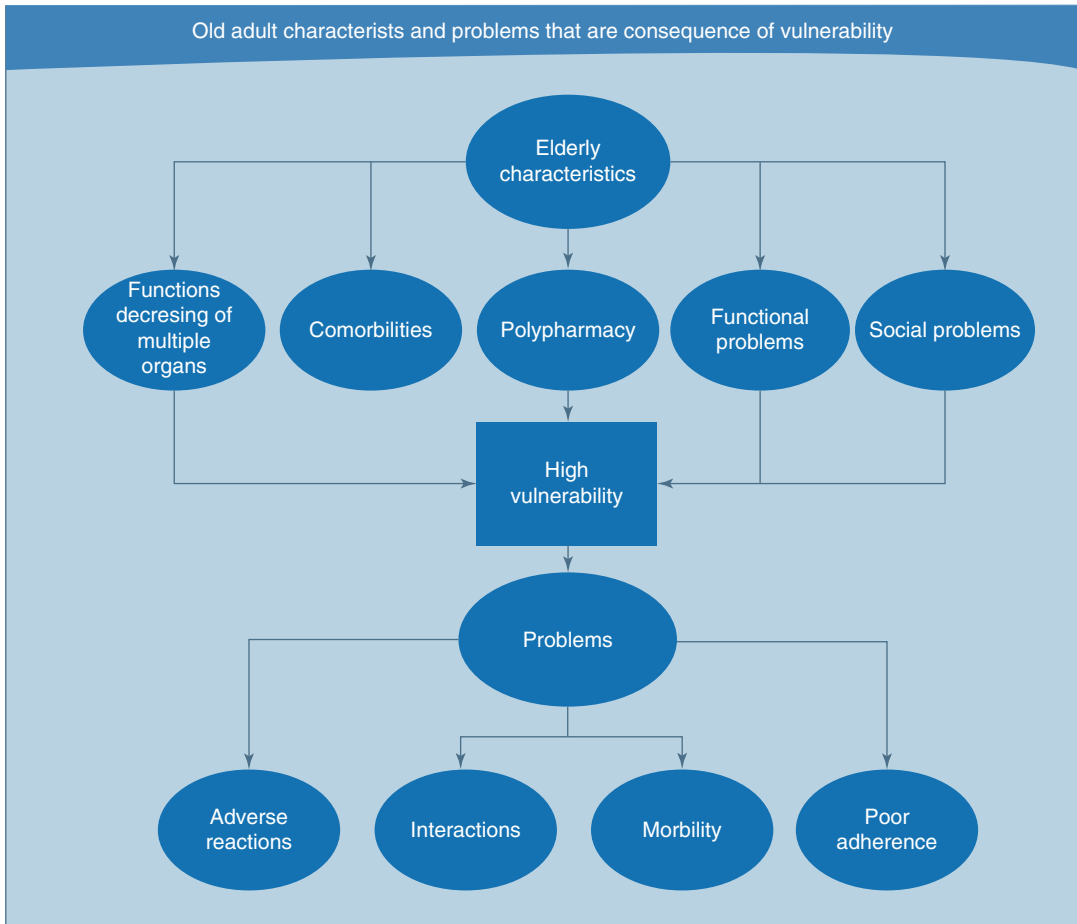 Old adult characterists and problems that are consequence of vulnerability
Elderly
characteristics
Functions
decresing of
multiple
organs
Comorbilities
Polypharmacy
Functional
problems
Social problems
High
vulnerability
Problems
Adverse
reactions
Interactions
Morbility
Poor
adherence